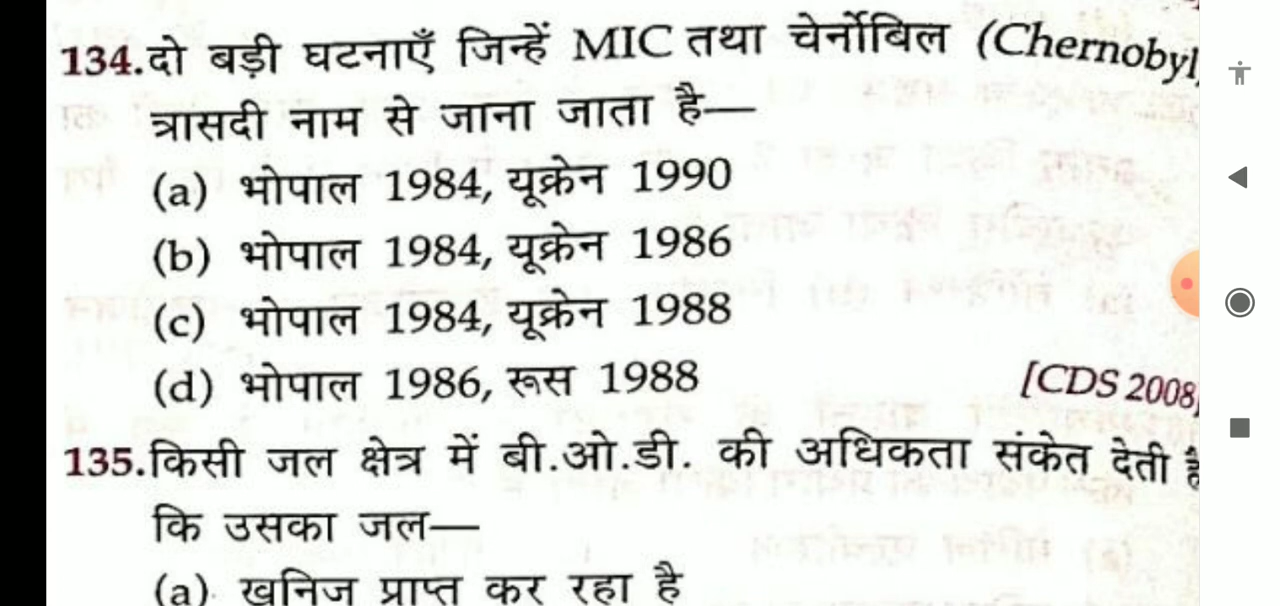 134. दो बड़ी घटनाएँ जिन्हें MIC तथा चेर्नोबिल (Chernobyl)
त्रासदी नाम से जाना जाता है—
(a) भोपाल 1984, यूक्रेन 1990
(b) भोपाल 1984, यूक्रेन 1986
(c) भोपाल 1984, यूक्रेन 1988
(d) भोपाल 1986, रूस 1988 [CDS 2008]
135. किसी जल क्षेत्र में बी.ओ.डी. की अधिकता संकेत देती है
कि उसका जल—
(a) खनिज प्राप्त कर रहा है